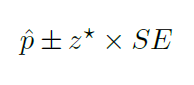 p̂ ± z⋆ × SE